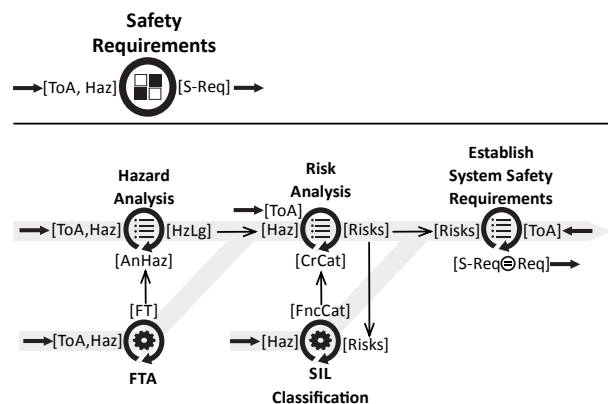 Safety
Requirements
[ToA, Haz]
[S-Req]
Hazard
Analysis
Risk
Analysis
Establish
System Safety
Requirements
[ToA]
[ToA,Haz]
[HzLg]
[Haz]
[Risks]
[Risks]
[ToA]
[AnHaz]
[CrCat]
[S-Req=Req]
[FT]
[FncCat]
[ToA,Haz]
[Haz]
[Risks]
FTA
SIL
Classification